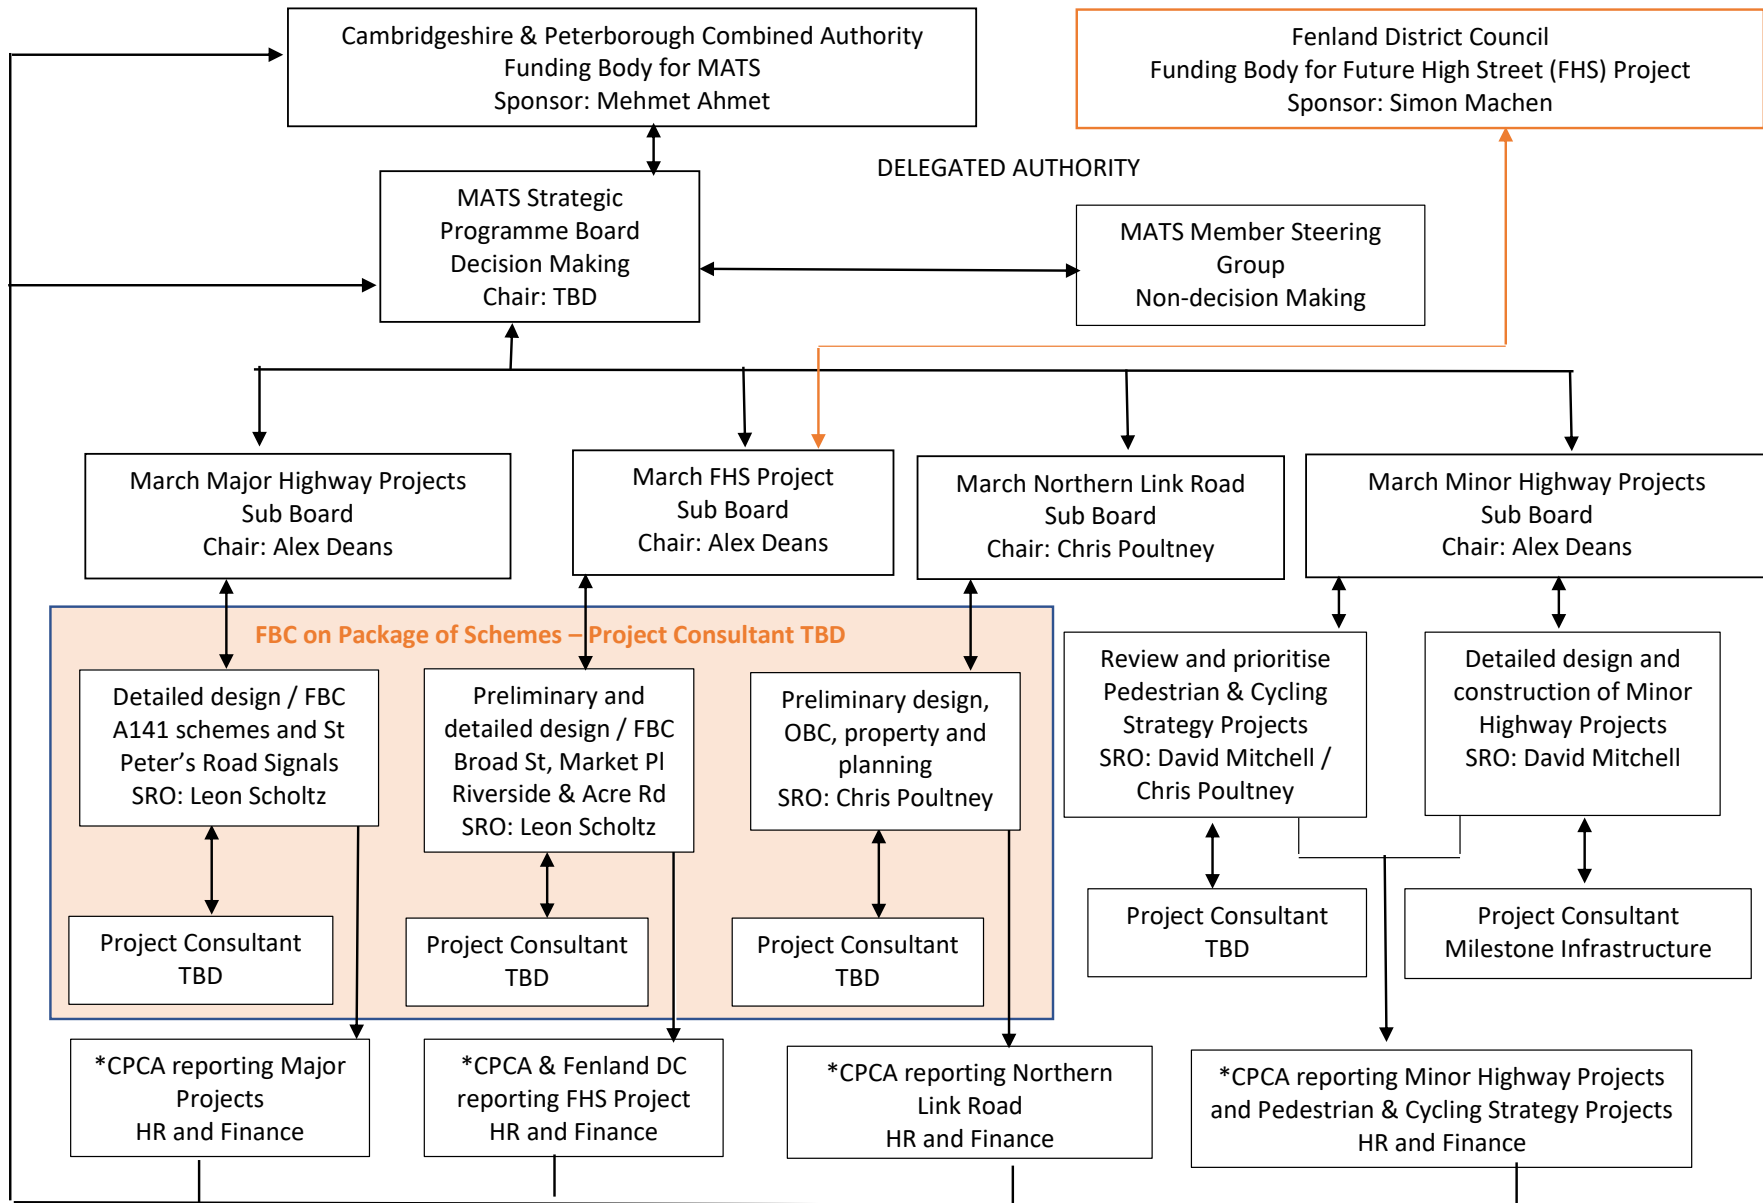 Cambridgeshire & Peterborough Combined Authority
Funding Body for MATS
Sponsor: Mehmet Ahmet
Fenland District Council
Funding Body for Future High Street (FHS) Project
Sponsor: Simon Machen
DELEGATED AUTHORITY
MATS Strategic
Programme Board
Decision Making
Chair: TBD
MATS Member Steering
Group
Non-decision Making
March Major Highway Projects
Sub Board
Chair: Alex Deans
March FHS Project
Sub Board
Chair: Alex Deans
March Northern Link Road
Sub Board
Chair: Chris Poultney
March Minor Highway Projects
Sub Board
Chair: Alex Deans
FBC on Package of Schemes – Project Consultant TBD
Detailed design / FBC
A141 schemes and St
Peter’s Road Signals
SRO: Leon Scholtz
Preliminary and
detailed design / FBC
Broad St, Market Pl
Riverside & Acre Rd
SRO: Leon Scholtz
Preliminary design,
OBC, property and
planning
SRO: Chris Poultney
Review and prioritise
Pedestrian & Cycling
Strategy Projects
SRO: David Mitchell /
Chris Poultney
Detailed design and
construction of Minor
Highway Projects
SRO: David Mitchell
Project Consultant
TBD
Project Consultant
TBD
Project Consultant
TBD
Project Consultant
TBD
Project Consultant
Milestone Infrastructure
*CPCA reporting Major
Projects
HR and Finance
*CPCA & Fenland DC
reporting FHS Project
HR and Finance
*CPCA reporting Northern
Link Road
HR and Finance
*CPCA reporting Minor Highway Projects
and Pedestrian & Cycling Strategy Projects
HR and Finance